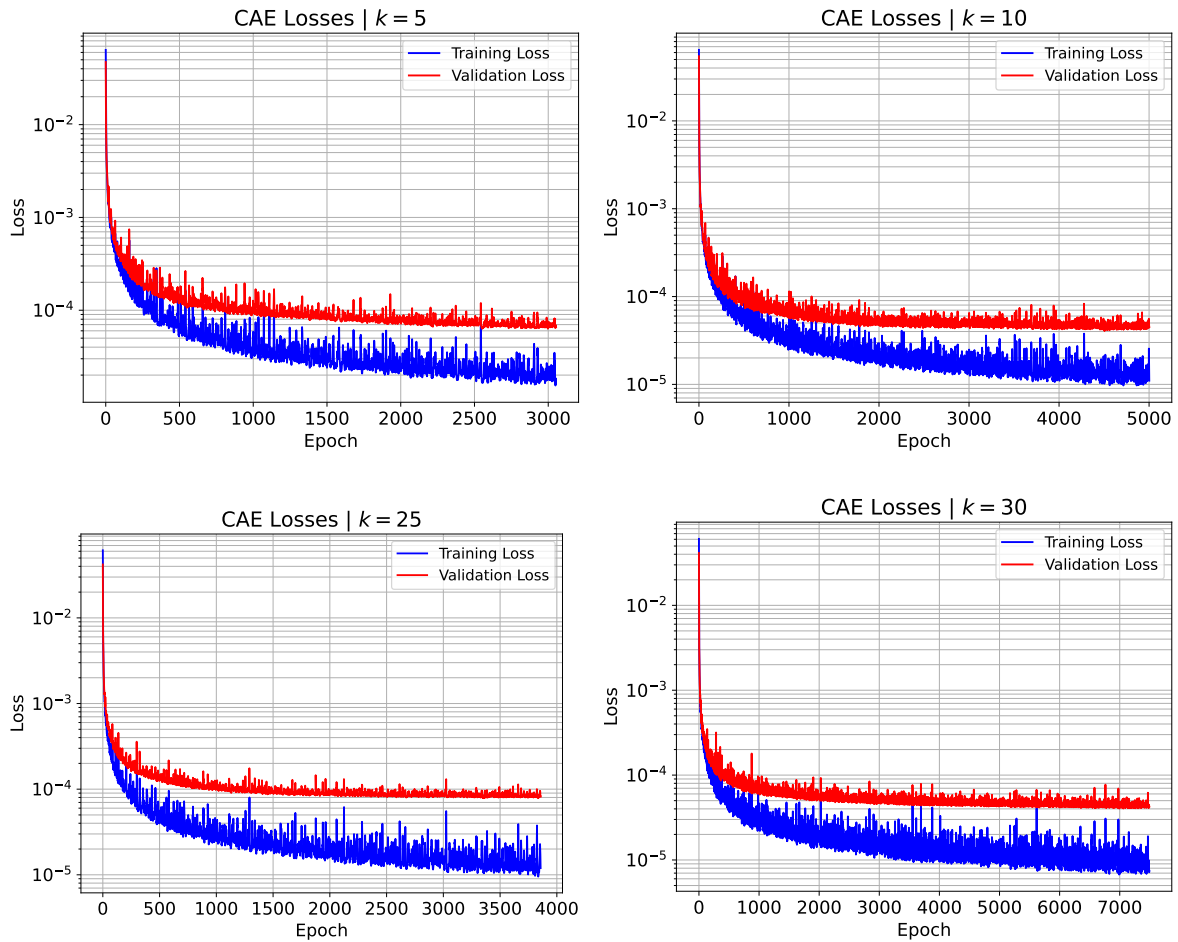 CAE Losses | k = 5
Training Loss
Validation Loss
10⁻²
10⁻³
10⁻⁴
Loss
0 500 1000 1500 2000 2500 3000
Epoch
CAE Losses | k = 10
Training Loss
Validation Loss
10⁻²
10⁻³
10⁻⁴
10⁻⁵
Loss
0 1000 2000 3000 4000 5000
Epoch
CAE Losses | k = 25
Training Loss
Validation Loss
10⁻²
10⁻³
10⁻⁴
10⁻⁵
Loss
0 500 1000 1500 2000 2500 3000 3500 4000
Epoch
CAE Losses | k = 30
Training Loss
Validation Loss
10⁻²
10⁻³
10⁻⁴
10⁻⁵
Loss
0 1000 2000 3000 4000 5000 6000 7000
Epoch